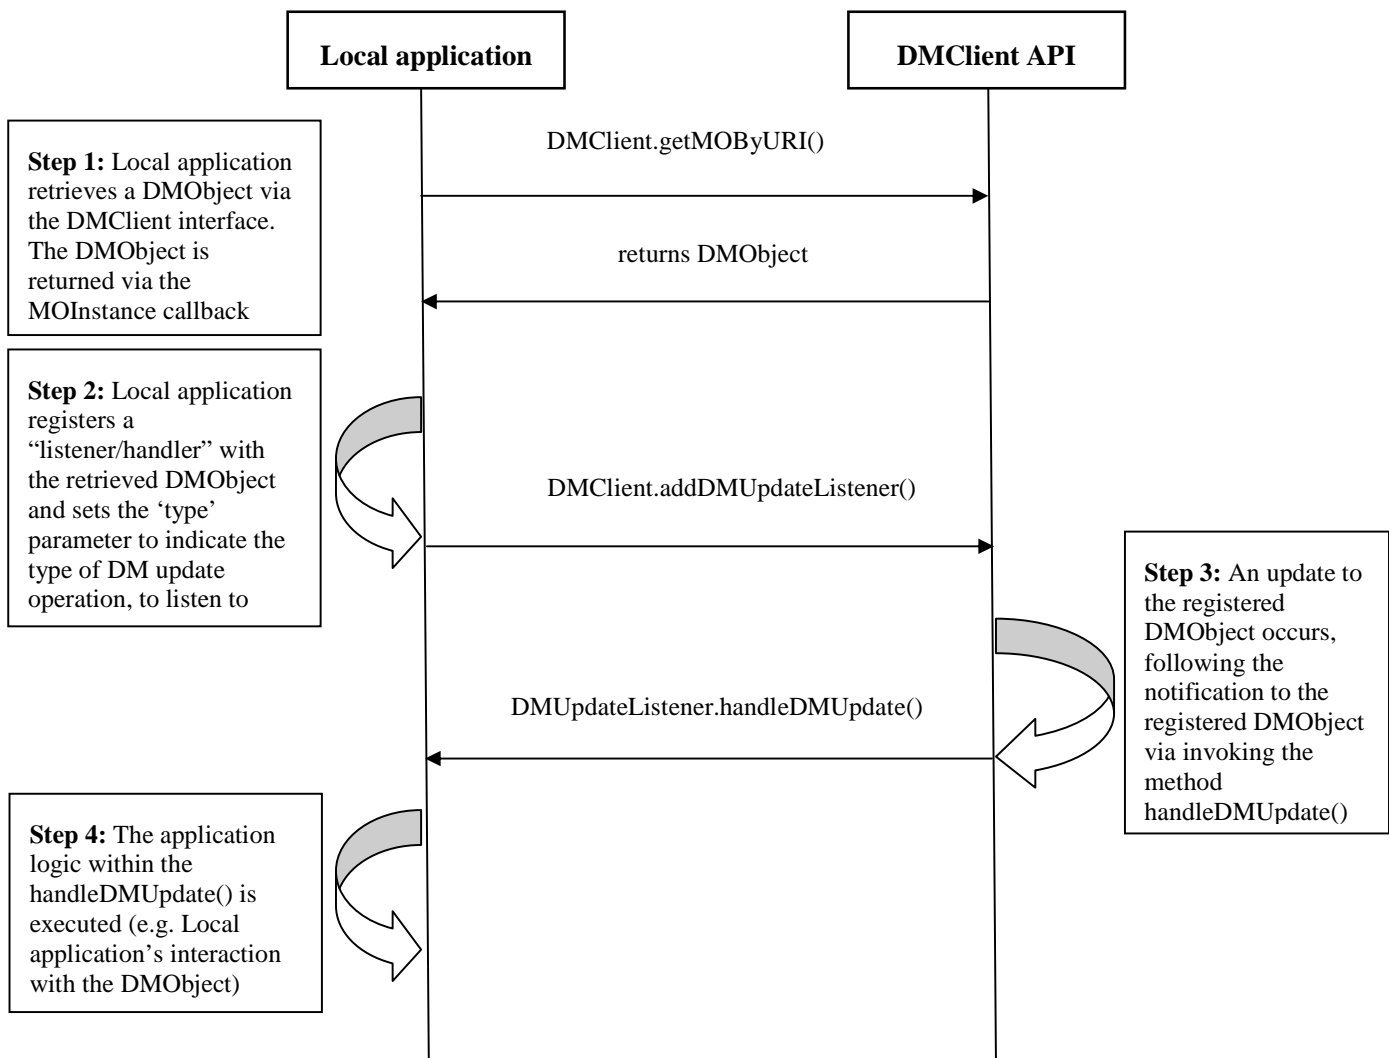 Local application
DMClient API
DMClient.getMOByURI()
Step 1: Local application
retrieves a DMObject via
the DMClient interface.
The DMObject is
returned via the
MOInstance callback
returns DMObject
Step 2: Local application
registers a
“listener/handler” with
the retrieved DMObject
and sets the ‘type’
parameter to indicate the
type of DM update
operation, to listen to
DMClient.addDMUpdateListener()
Step 3: An update to
the registered
DMObject occurs,
following the
notification to the
registered DMObject
via invoking the
method
handleDMUpdate()
DMUpdateListener.handleDMUpdate()
Step 4: The application
logic within the
handleDMUpdate() is
executed (e.g. Local
application’s interaction
with the DMObject)